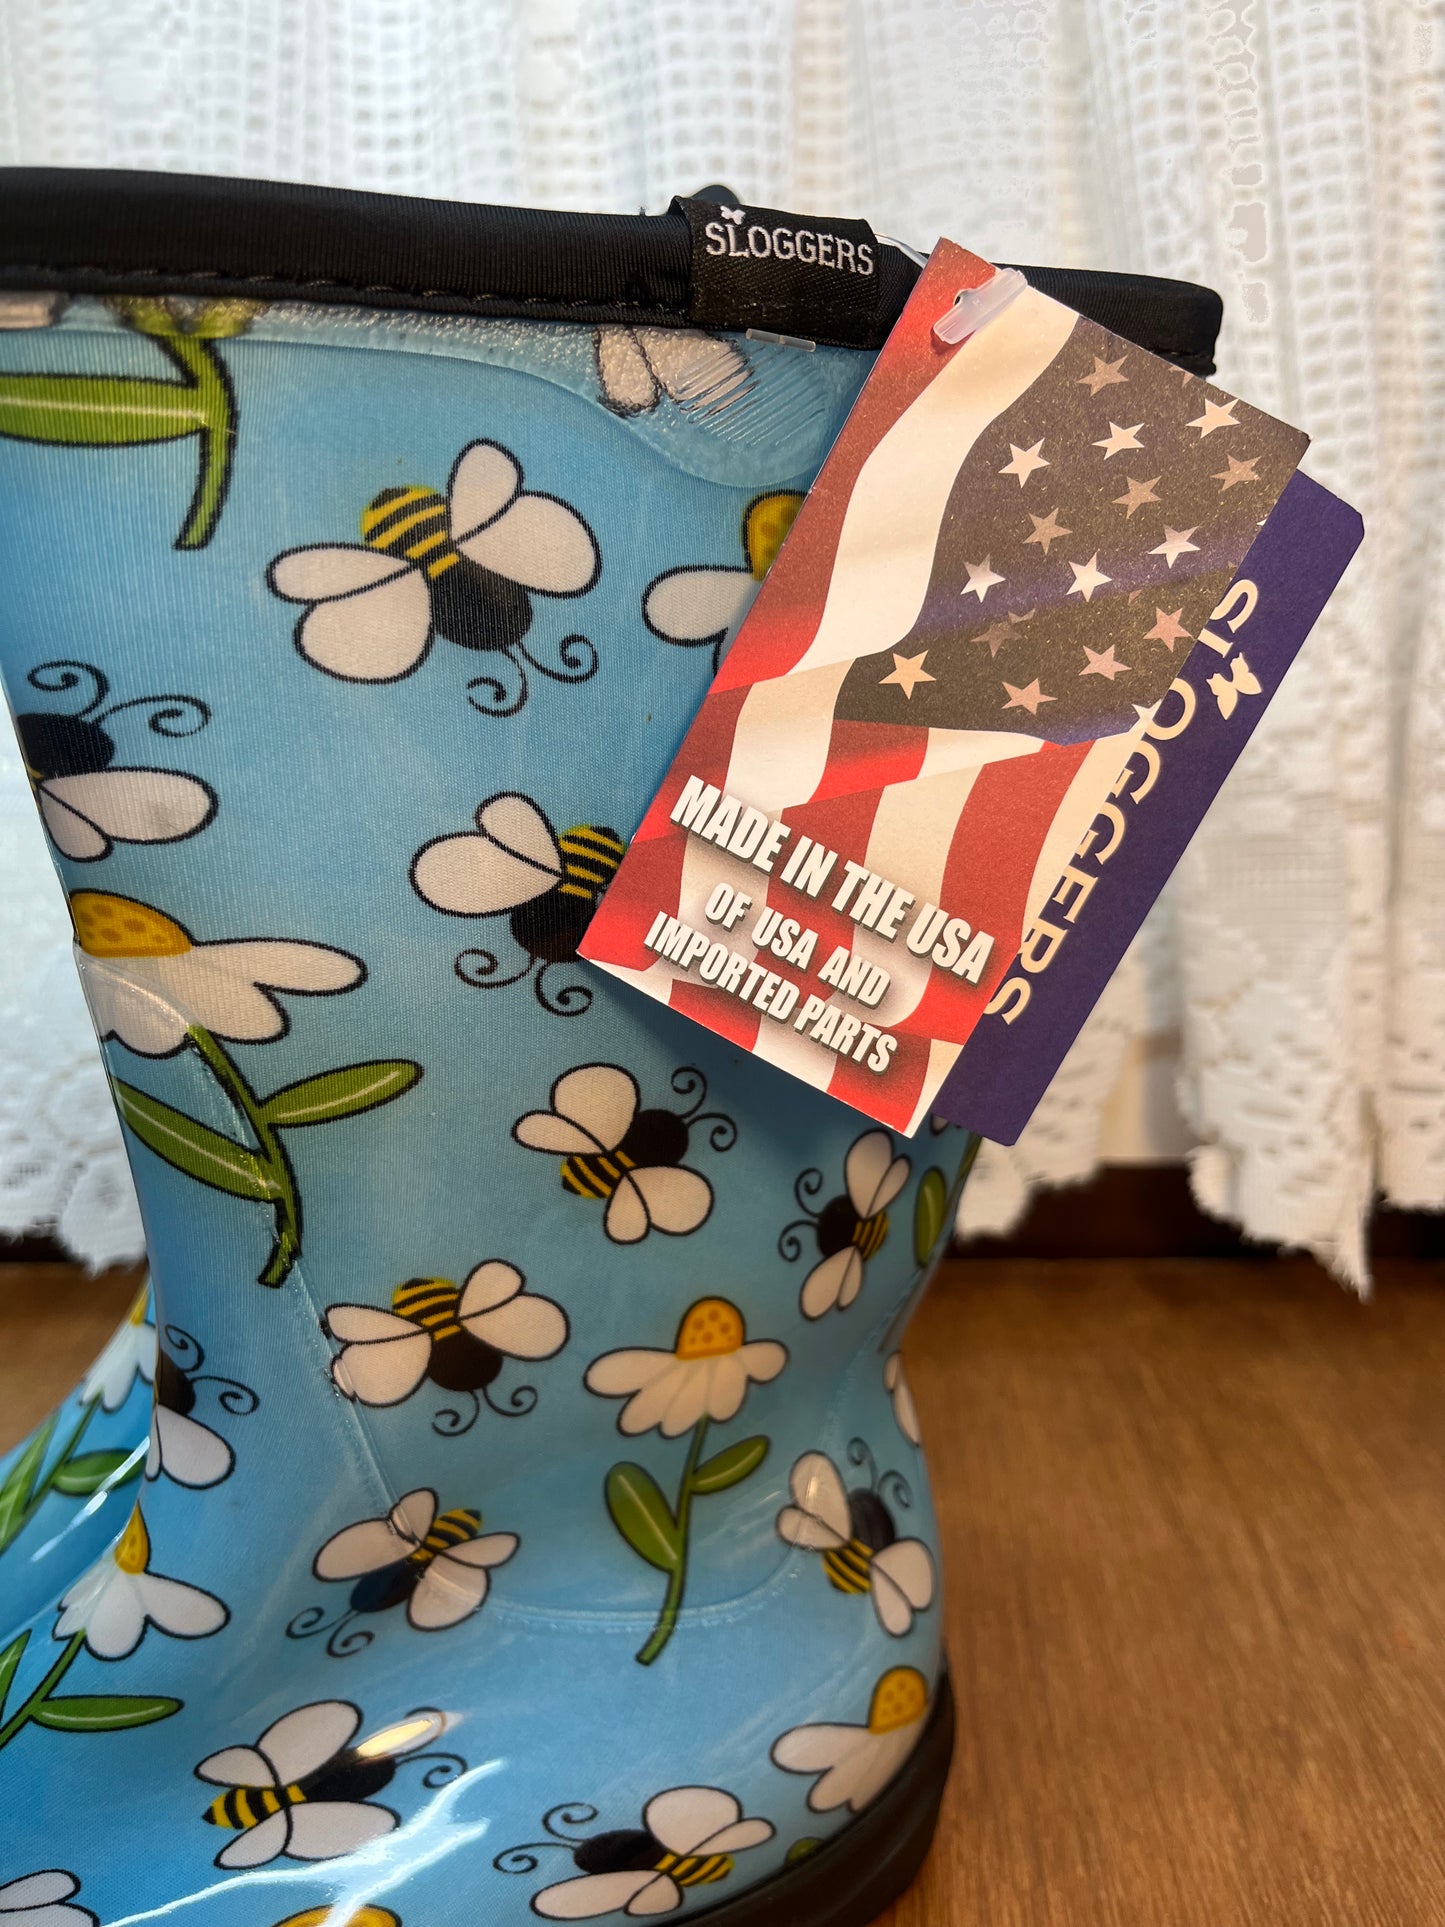 SLOGGERS
MADE IN THE USA
OF USA AND
IMPORTED PARTS
SLOGGERS